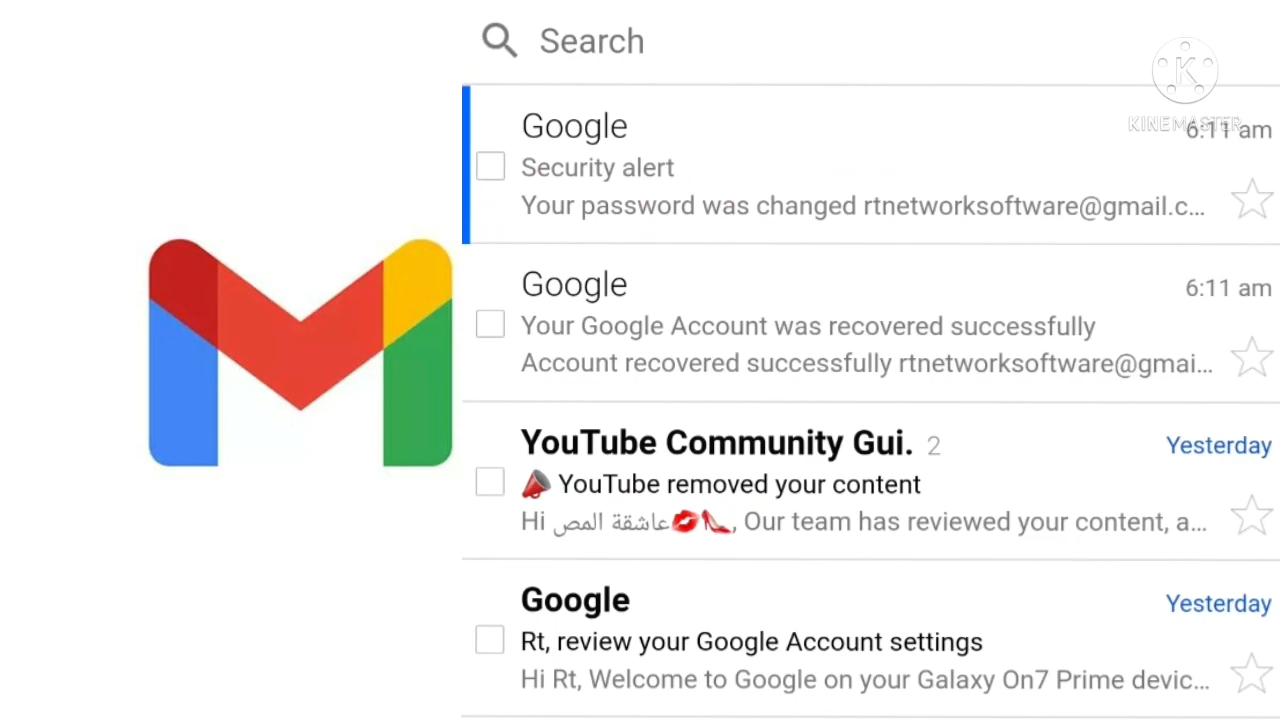 Search
K
KINEMASTER
Google 6:11 am
Security alert
Your password was changed rtnetworksoftware@gmail.c...
Google 6:11 am
Your Google Account was recovered successfully
Account recovered successfully rtnetworksoftware@gmai...
YouTube Community Gui. 2 Yesterday
📣 YouTube removed your content
Hi عاشقة المص💋👠, Our team has reviewed your content, a...
Google Yesterday
Rt, review your Google Account settings
Hi Rt, Welcome to Google on your Galaxy On7 Prime devic...